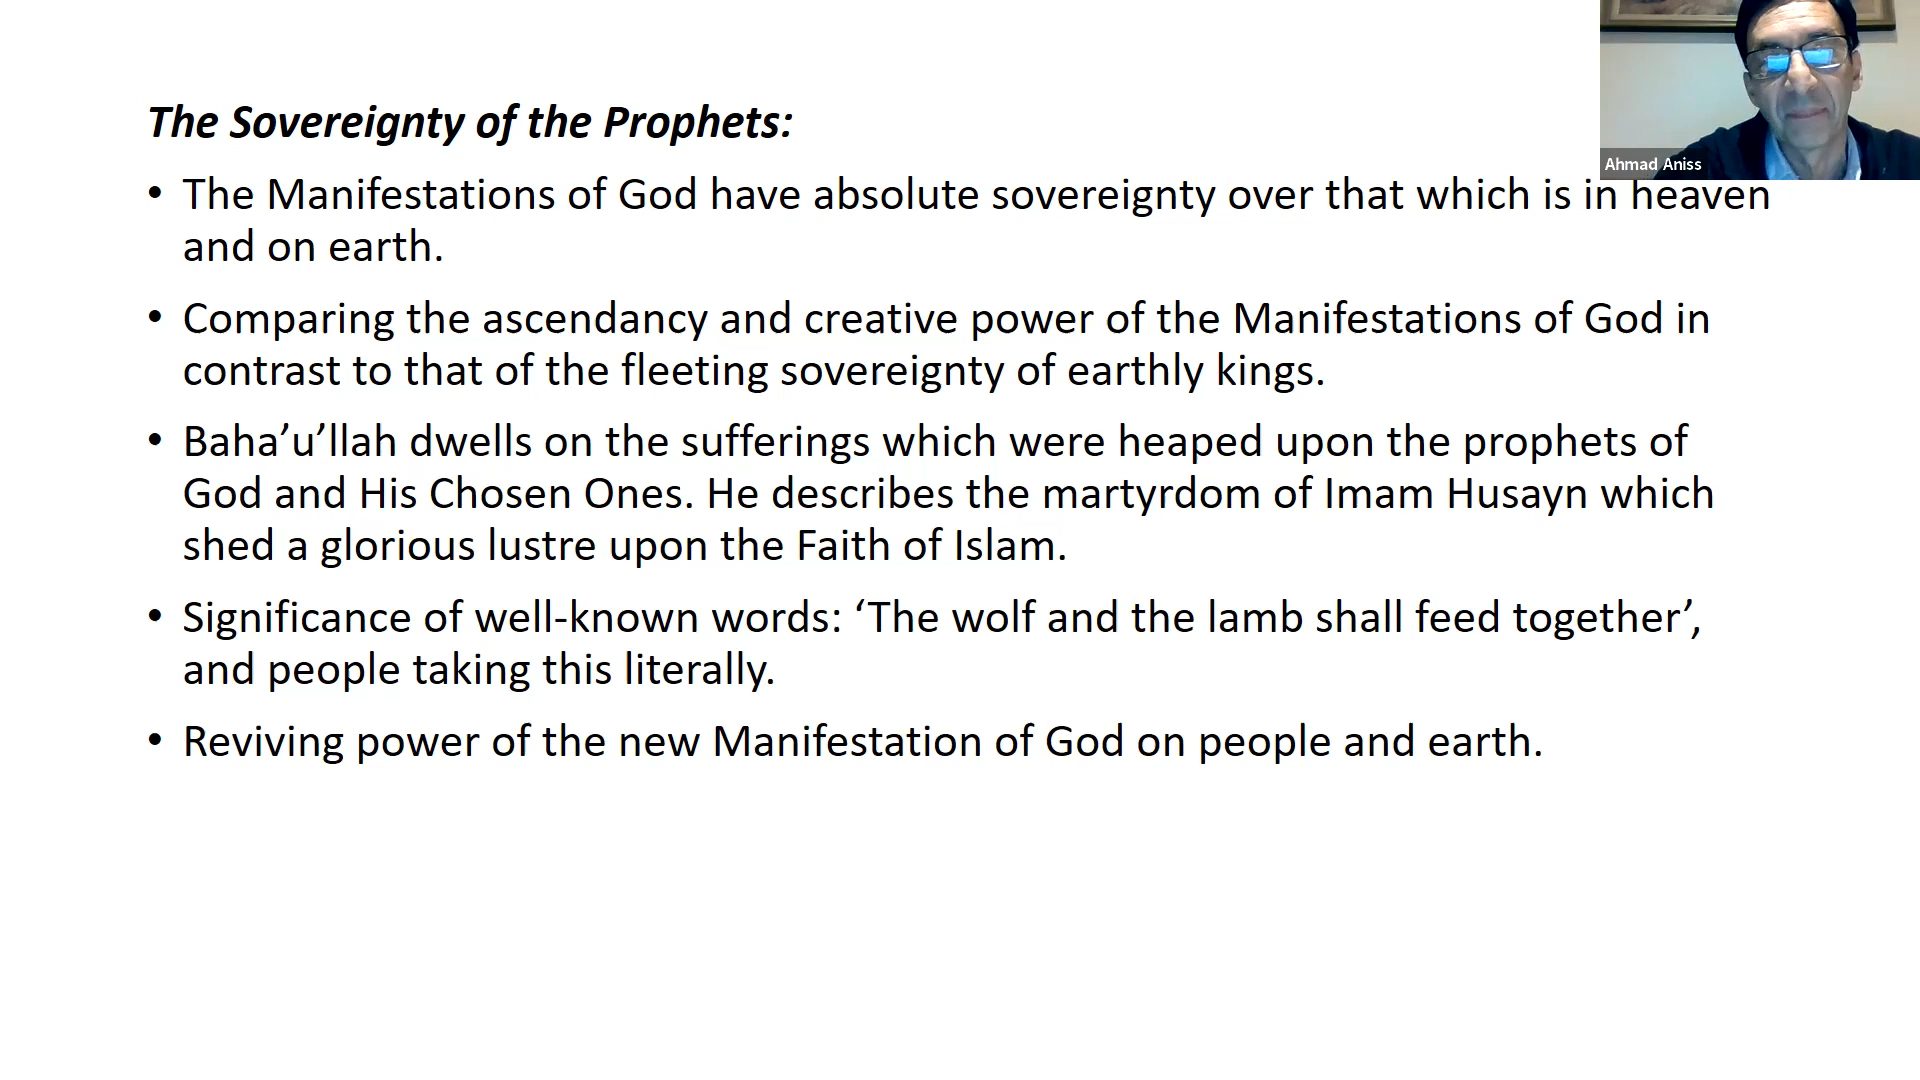 The Sovereignty of the Prophets:
Ahmad Aniss
• The Manifestations of God have absolute sovereignty over that which is in heaven
and on earth.
• Comparing the ascendancy and creative power of the Manifestations of God in
contrast to that of the fleeting sovereignty of earthly kings.
• Baha’u’llah dwells on the sufferings which were heaped upon the prophets of
God and His Chosen Ones. He describes the martyrdom of Imam Husayn which
shed a glorious lustre upon the Faith of Islam.
• Significance of well-known words: ‘The wolf and the lamb shall feed together’,
and people taking this literally.
• Reviving power of the new Manifestation of God on people and earth.